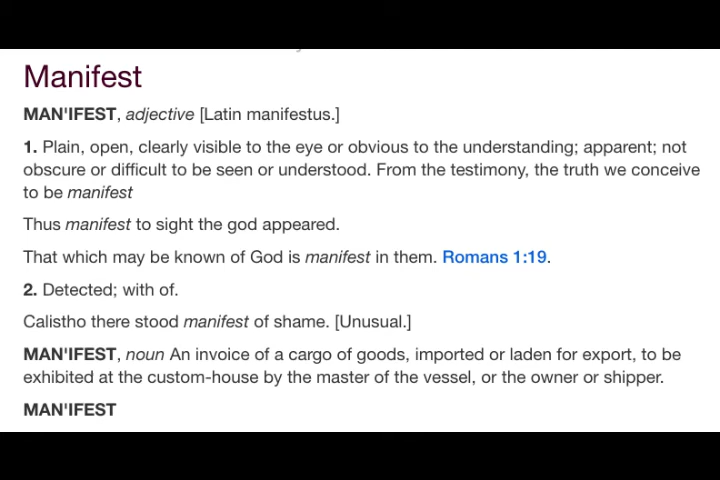 Manifest
MAN'IFEST, adjective [Latin manifestus.]
1. Plain, open, clearly visible to the eye or obvious to the understanding; apparent; not
obscure or difficult to be seen or understood. From the testimony, the truth we conceive
to be manifest
Thus manifest to sight the god appeared.
That which may be known of God is manifest in them. Romans 1:19.
2. Detected; with of.
Calistho there stood manifest of shame. [Unusual.]
MAN'IFEST, noun An invoice of a cargo of goods, imported or laden for export, to be
exhibited at the custom-house by the master of the vessel, or the owner or shipper.
MAN'IFEST